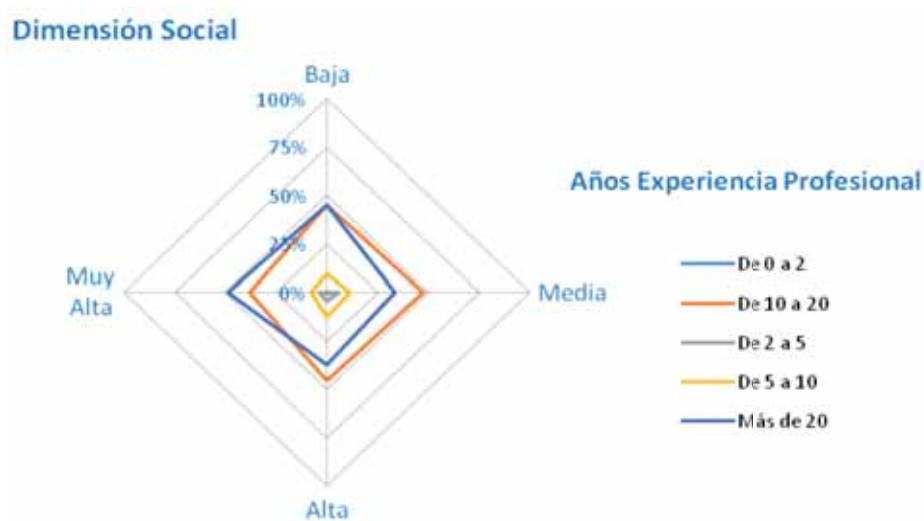 Dimensión Social
Baja
100%
75%
50%
25%
0%
Muy
Alta
Media
Alta
Años Experiencia Profesional
De 0 a 2
De 10 a 20
De 2 a 5
De 5 a 10
Más de 20